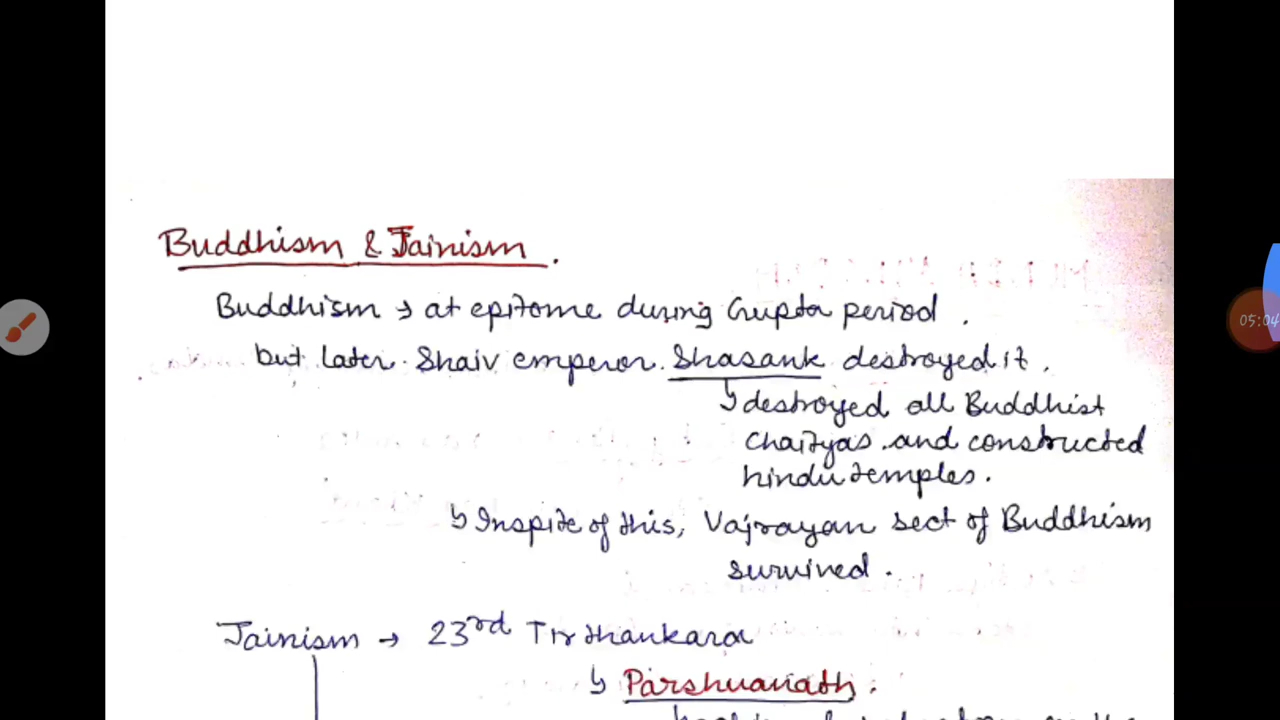 Buddhism & Jainism.
Buddhism → at epitome during Gupta period.
but later. Shaiv emperor. Shasank destroyed it.
↳ destroyed all Buddhist
Chaityas. and constructed
hindu temples.
↳ Inspite of this, Vajrayan sect of Buddhism
survived.
Jainism → 23rd Tirthankara
↳ Parshvanath.
05:04